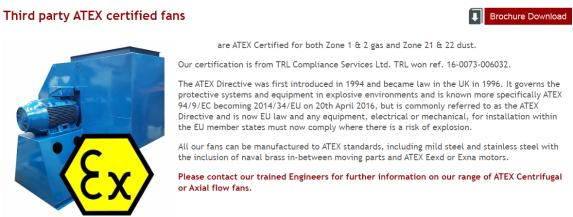 Third party ATEX certified fans
Brochure Download
are ATEX Certified for both Zone 1 & 2 gas and Zone 21 & 22 dust.
Our certification is from TRL Compliance Services Ltd. TRL won ref. 16-0073-006032.
The ATEX Directive was first introduced in 1994 and became law in the UK in 1996. It governs the
protective systems and equipment in explosive environments and is known more specifically ATEX
94/9/EC becoming 2014/34/EU on 20th April 2016, but is commonly referred to as the ATEX
Directive and is now EU law and any equipment, electrical or mechanical, for installation within
the EU member states must now comply where there is a risk of explosion.
All our fans can be manufactured to ATEX standards, including mild steel and stainless steel with
the inclusion of naval brass in-between moving parts and ATEX Eexd or Exna motors.
Please contact our trained Engineers for further information on our range of ATEX Centrifugal
or Axial flow fans.
Ex